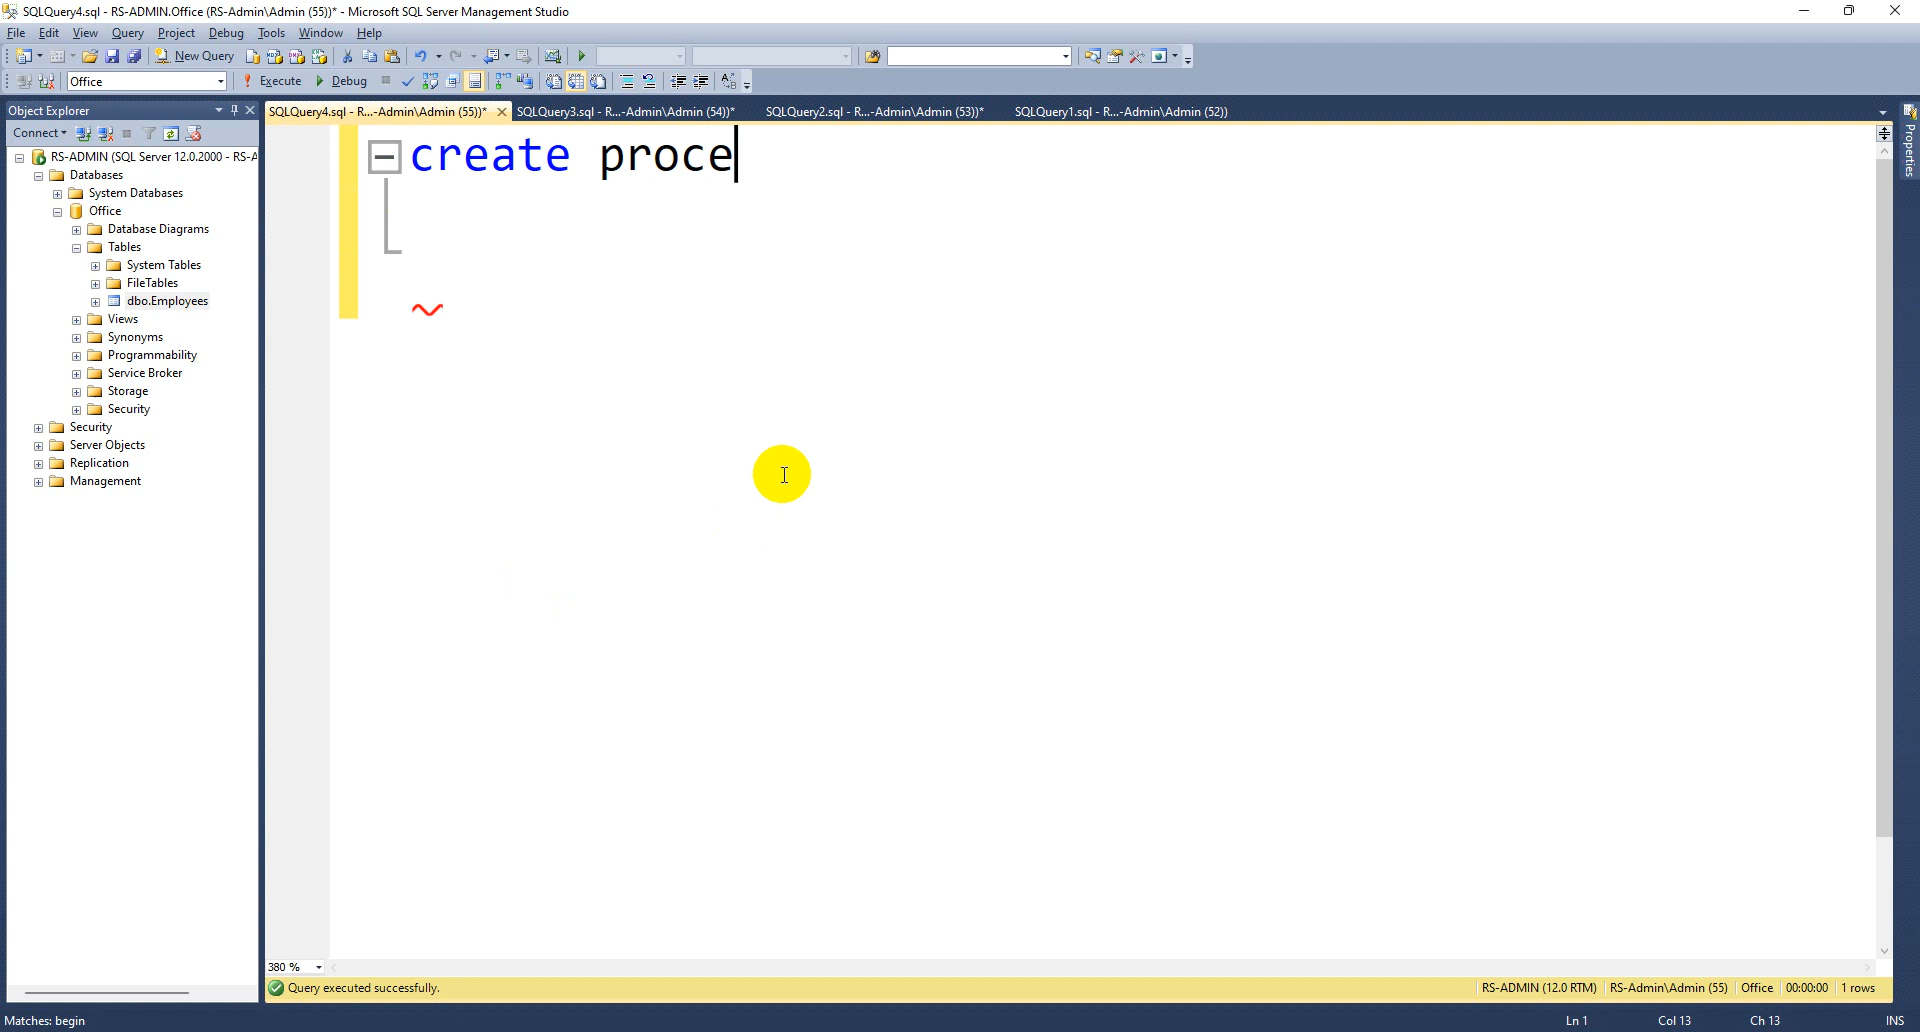 SQLQuery4.sql - RS-ADMIN.Office (RS-Admin\Admin (55))* - Microsoft SQL Server Management Studio
File Edit View Query Project Debug Tools Window Help
New Query
Office Execute Debug
Object Explorer
SQLQuery4.sql - R...-Admin\Admin (55))* SQLQuery3.sql - R...-Admin\Admin (54))* SQLQuery2.sql - R...-Admin\Admin (53))* SQLQuery1.sql - R...-Admin\Admin (52))
Connect
RS-ADMIN (SQL Server 12.0.2000 - RS-A
Databases
System Databases
Office
Database Diagrams
Tables
System Tables
FileTables
dbo.Employees
Views
Synonyms
Programmability
Service Broker
Storage
Security
Security
Server Objects
Replication
Management
create proce
Properties
380 %
Query executed successfully.
RS-ADMIN (12.0 RTM) RS-Admin\Admin (55) Office 00:00:00 1 rows
Matches: begin
Ln 1 Col 13 Ch 13 INS